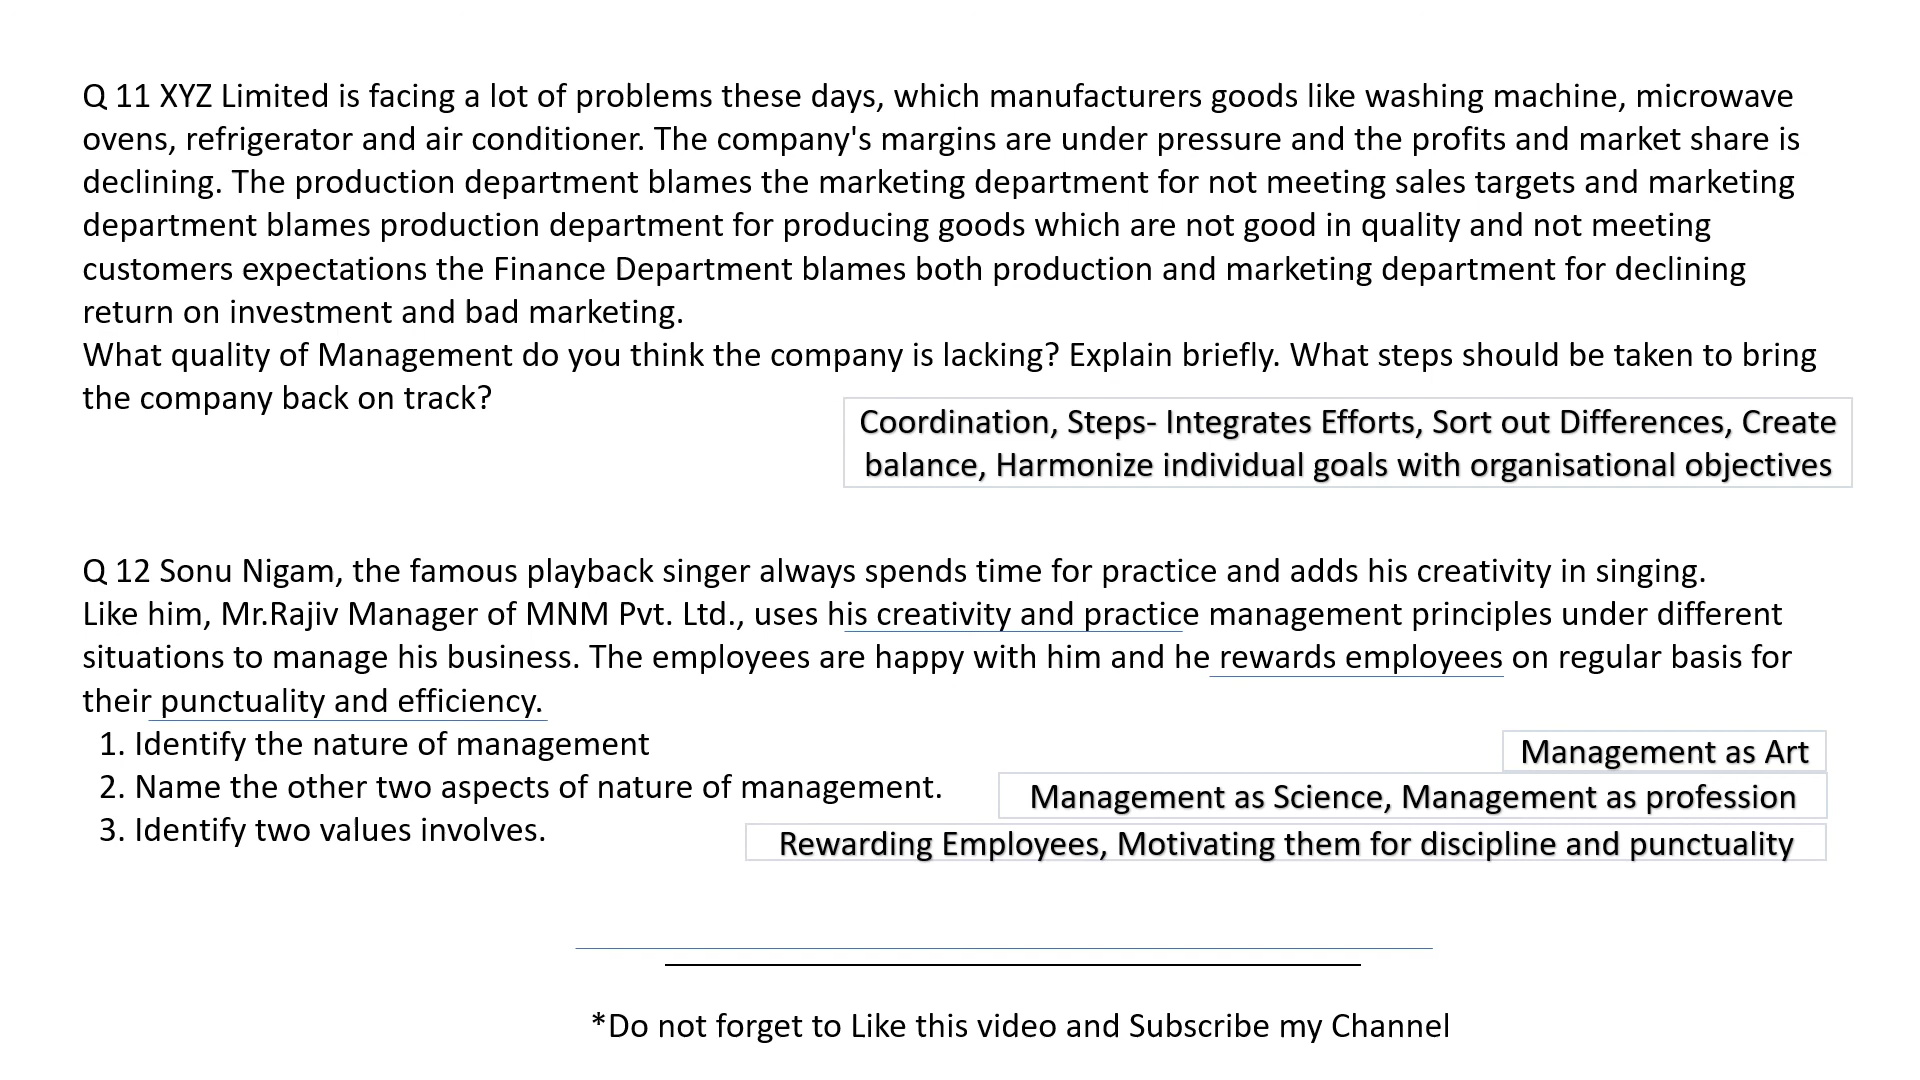 Q 11 XYZ Limited is facing a lot of problems these days, which manufacturers goods like washing machine, microwave
ovens, refrigerator and air conditioner. The company's margins are under pressure and the profits and market share is
declining. The production department blames the marketing department for not meeting sales targets and marketing
department blames production department for producing goods which are not good in quality and not meeting
customers expectations the Finance Department blames both production and marketing department for declining
return on investment and bad marketing.
What quality of Management do you think the company is lacking? Explain briefly. What steps should be taken to bring
the company back on track?
Coordination, Steps- Integrates Efforts, Sort out Differences, Create
balance, Harmonize individual goals with organisational objectives
Q 12 Sonu Nigam, the famous playback singer always spends time for practice and adds his creativity in singing.
Like him, Mr.Rajiv Manager of MNM Pvt. Ltd., uses his creativity and practice management principles under different
situations to manage his business. The employees are happy with him and he rewards employees on regular basis for
their punctuality and efficiency.
1. Identify the nature of management
Management as Art
2. Name the other two aspects of nature of management.
Management as Science, Management as profession
3. Identify two values involves.
Rewarding Employees, Motivating them for discipline and punctuality
*Do not forget to Like this video and Subscribe my Channel